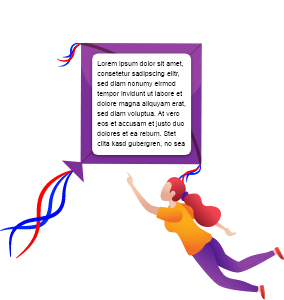 Lorem ipsum dolor sit amet,
consetetur sadipscing elitr,
sed diam nonumy eirmod
tempor invidunt ut labore et
dolore magna aliquyam erat,
sed diam voluptua. At vero
eos et accusam et justo duo
dolores et ea rebum. Stet
clita kasd gubergren, no sea